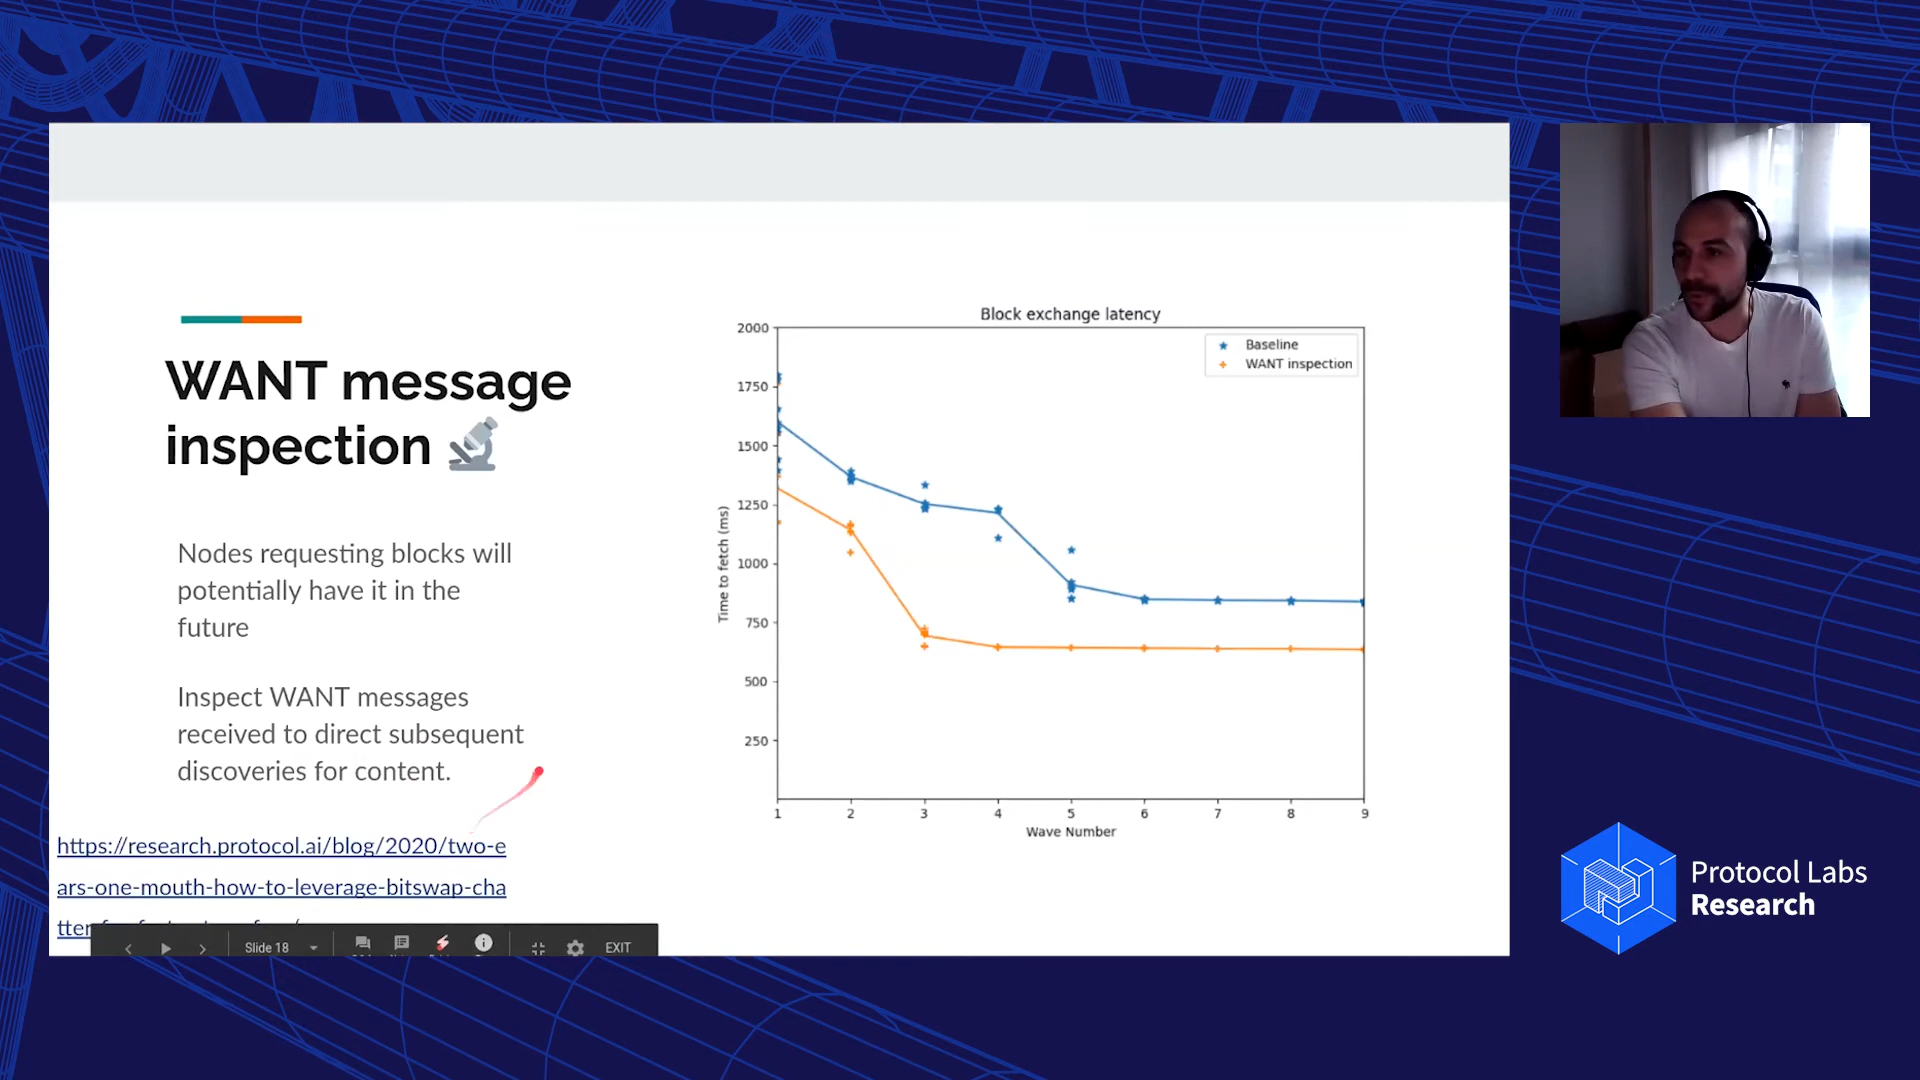 WANT message
inspection
Nodes requesting blocks will
potentially have it in the
future
Inspect WANT messages
received to direct subsequent
discoveries for content.
https://research.protocol.ai/blog/2020/two-e
ars-one-mouth-how-to-leverage-bitswap-cha
Slide 18
EXIT
Block exchange latency
Baseline
WANT inspection
Time to fetch (ms)
2000
1750
1500
1250
1000
750
500
250
1 2 3 4 5 6 7 8 9
Wave Number
Protocol Labs
Research